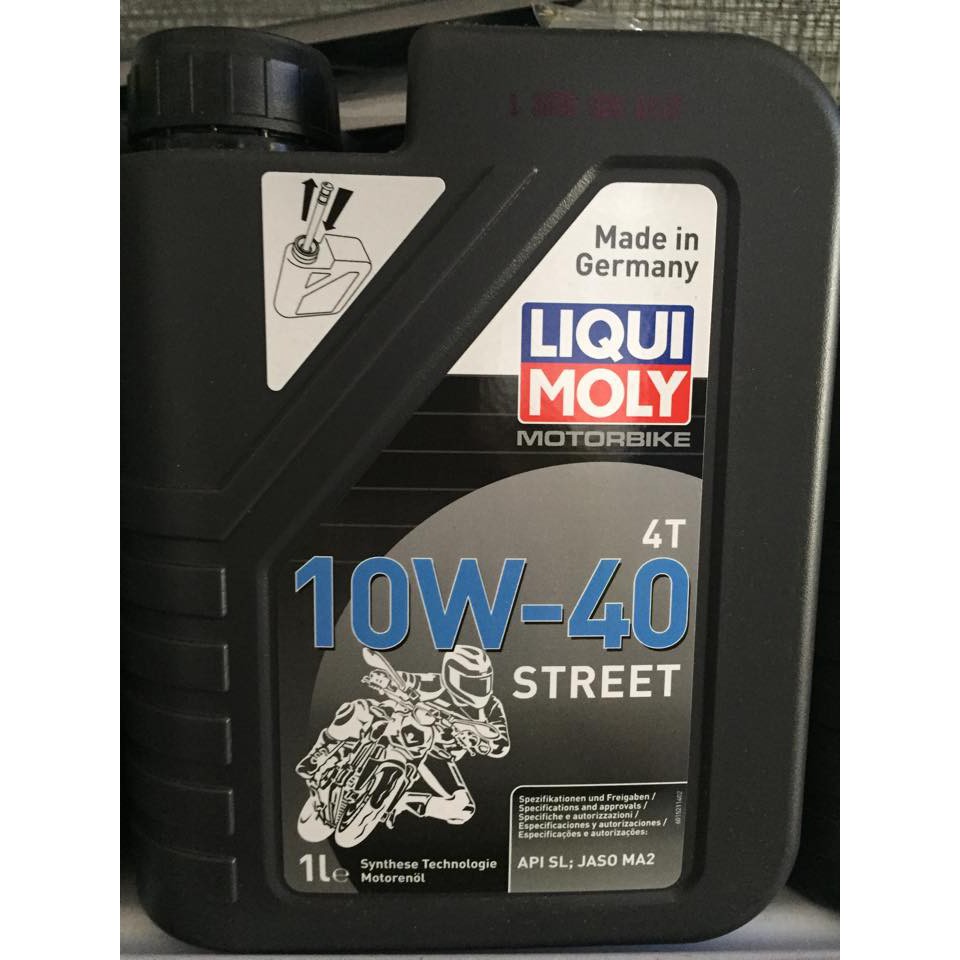 Made in
Germany
LIQUI
MOLY
MOTORBIKE
4T
10W-40
STREET
Spezifikationen und Freigaben /
Specifications and approvals /
Specifiche e autorizzazioni /
Especificaciones y autorizaciones /
Especificações e autorizações:
API SL; JASO MA2
1L e
Synthese Technologie
Motorenöl